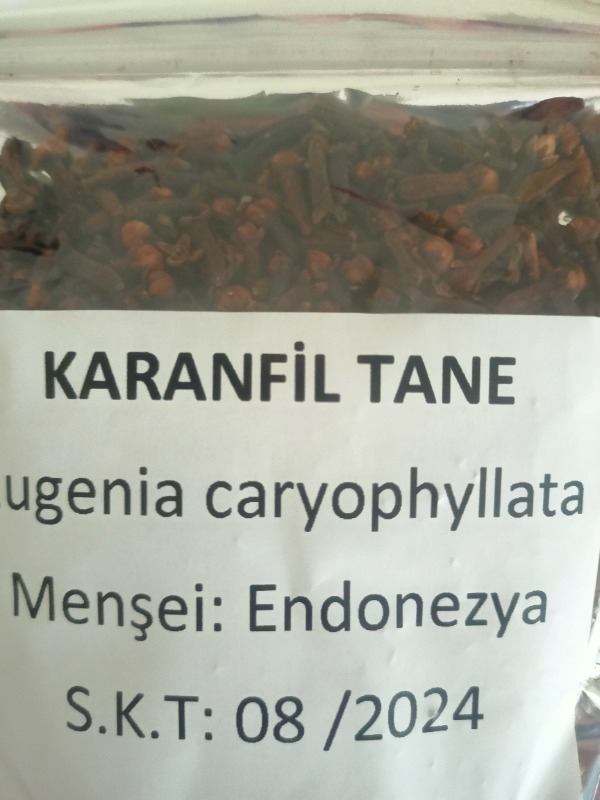 KARANFİL TANE
ugenia caryophyllata
Menşei: Endonezya
S.K.T: 08 /2024